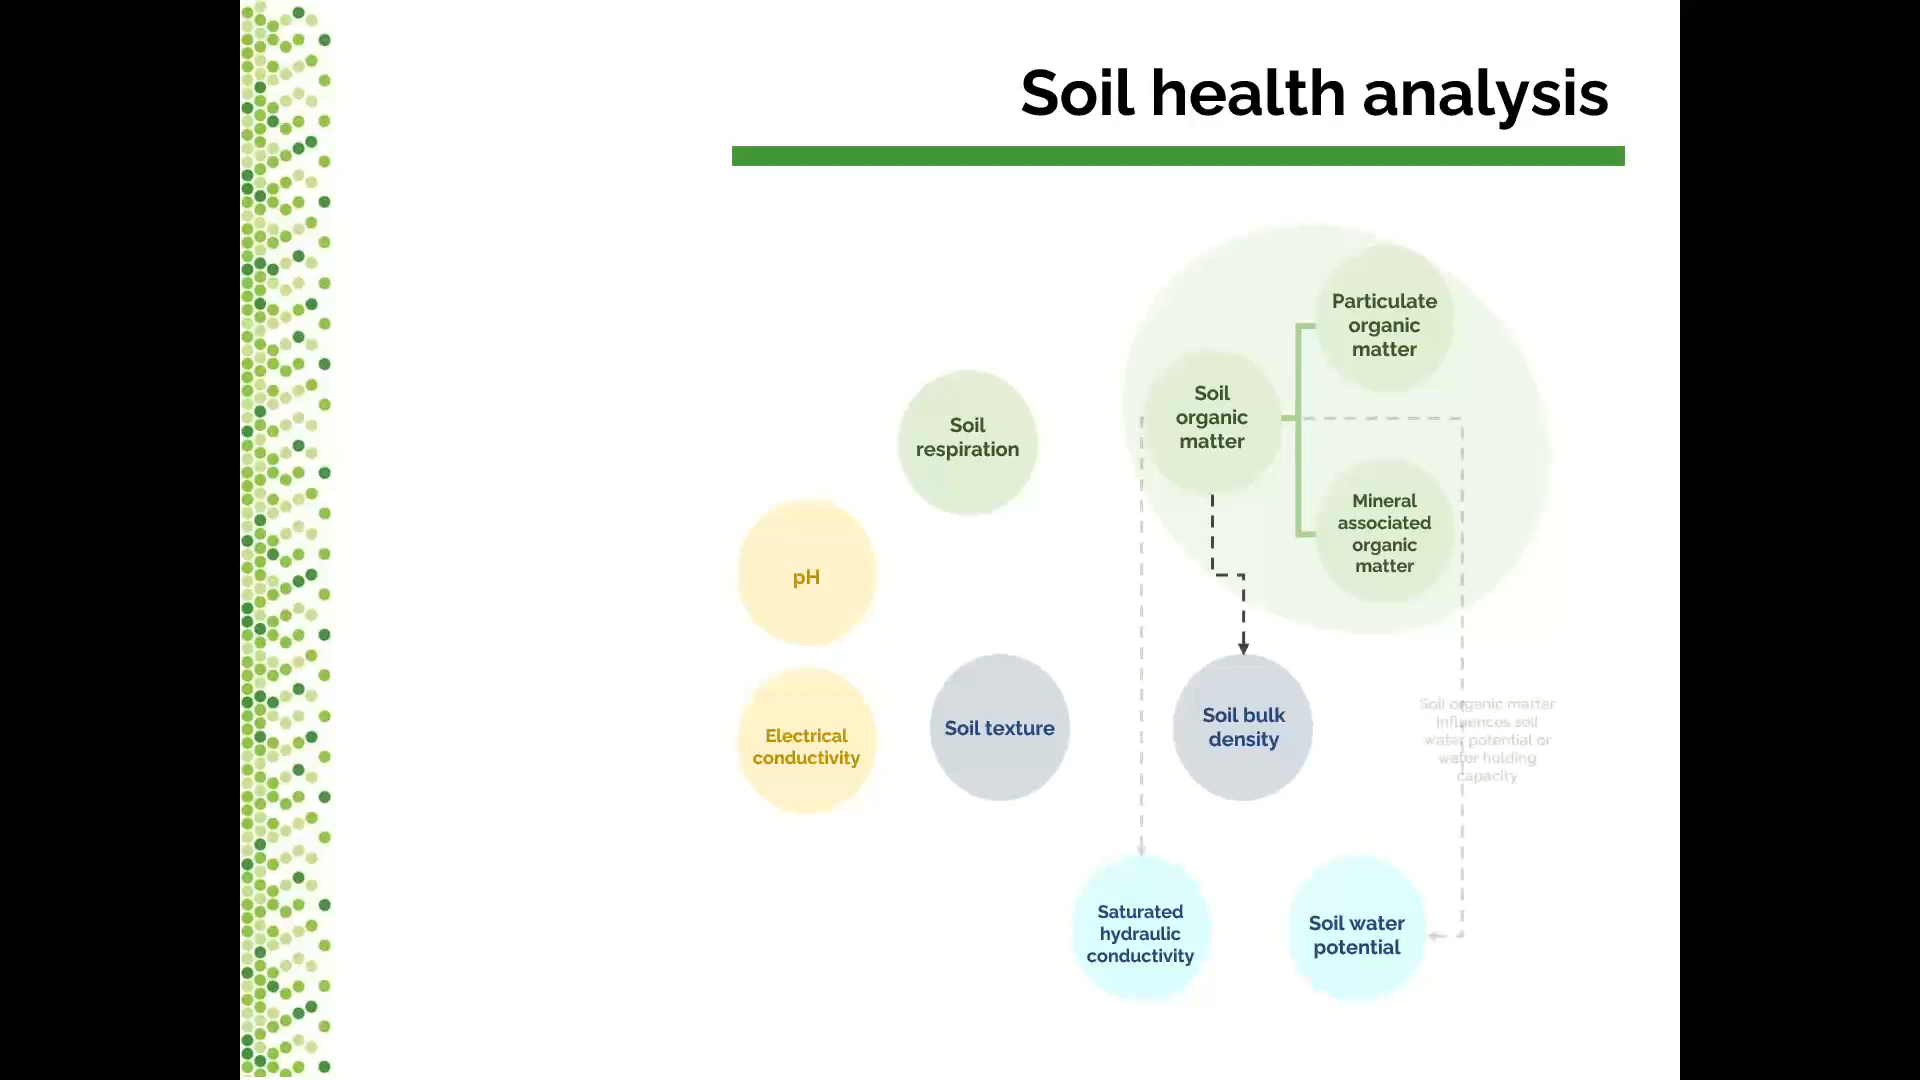 Soil health analysis
Particulate
organic
matter
Soil
organic
matter
Soil
respiration
Mineral
associated
organic
matter
pH
Electrical
conductivity
Soil texture
Soil bulk
density
Soil organic matter
influences soil
water potential or
water holding
capacity
Saturated
hydraulic
conductivity
Soil water
potential